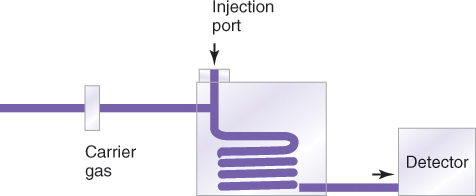 Injection
port
Carrier
gas
Detector